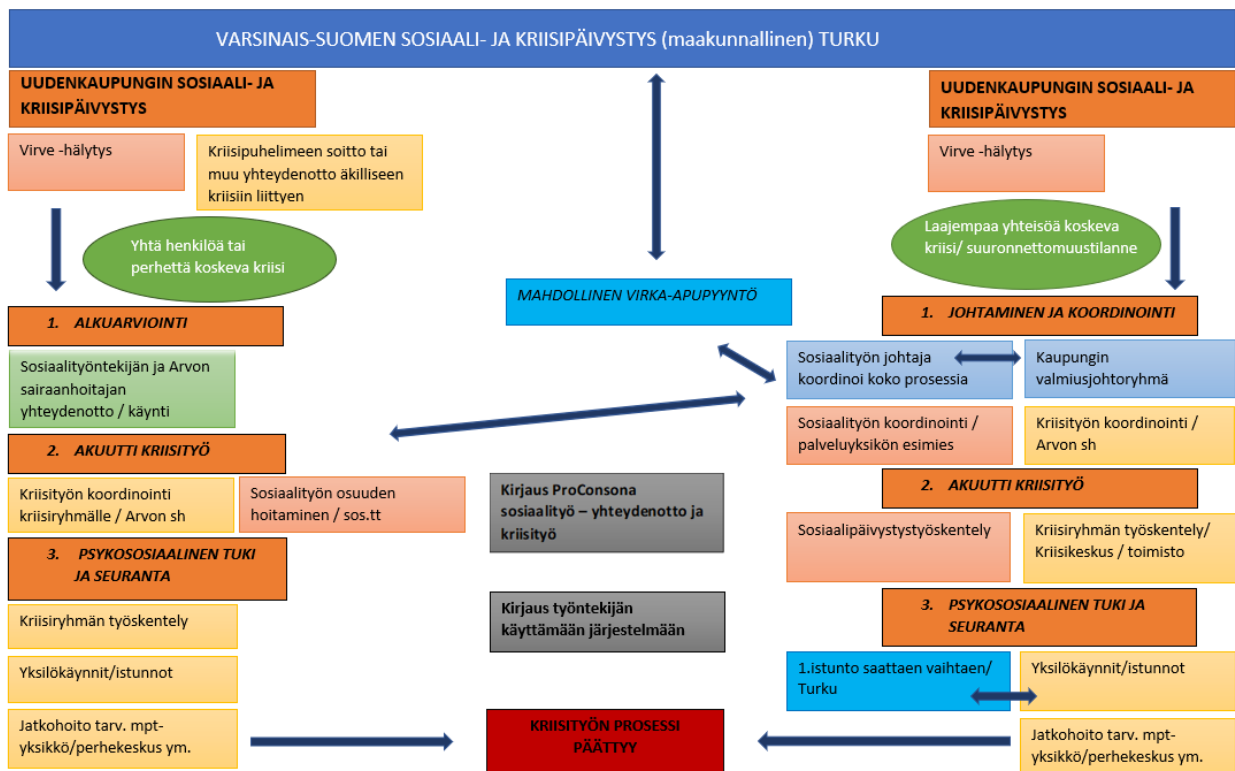 VARSINAIS-SUOMEN SOSIAALI- JA KRIISIPÄIVYSTYS (maakunnallinen) TURKU
UUDENKAUPUNGIN SOSIAALI- JA
KRIISIPÄIVYSTYS
Virve -hälytys
Kriisipuhelimeen soitto tai
muu yhteydenotto äkilliseen
kriisiin liittyen
Yhtä henkilöä tai
perhettä koskeva kriisi
1. ALKUARVIOINTI
Sosiaalityöntekijän ja Arvon
sairaanhoitajan
yhteydenotto / käynti
2. AKUUTTI KRIISITYÖ
Kriisityön koordinointi
kriisiryhmälle / Arvon sh
Sosiaalityön osuuden
hoitaminen / sos.tt
3. PSYKOSOSIAALINEN TUKI
JA SEURANTA
Kriisiryhmän työskentely
Yksilökäynnit/istunnot
Jatkohoito tarv. mpt-
yksikkö/perhekeskus ym.
MAHDOLLINEN VIRKA-APUPYYNTÖ
Kirjaus ProConsona
sosiaalityö – yhteydenotto ja
kriisityö
Kirjaus työntekijän
käyttämään järjestelmään
KRIISITYÖN PROSESSI
PÄÄTTYY
UUDENKAUPUNGIN SOSIAALI- JA
KRIISIPÄIVYSTYS
Virve -hälytys
Laajempaa yhteisöä koskeva
kriisi/ suuronnettomuustilanne
1. JOHTAMINEN JA KOORDINOINTI
Sosiaalityön johtaja
koordinoi koko prosessia
Kaupungin
valmiusjohtoryhmä
Sosiaalityön koordinointi /
palveluyksikön esimies
Kriisityön koordinointi /
Arvon sh
2. AKUUTTI KRIISITYÖ
Sosiaalipäivystystyöskentely
Kriisiryhmän työskentely/
Kriisikeskus / toimisto
3. PSYKOSOSIAALINEN TUKI JA
SEURANTA
1.istunto saattaen vaihtaen/
Turku
Yksilökäynnit/istunnot
Jatkohoito tarv. mpt-
yksikkö/perhekeskus ym.